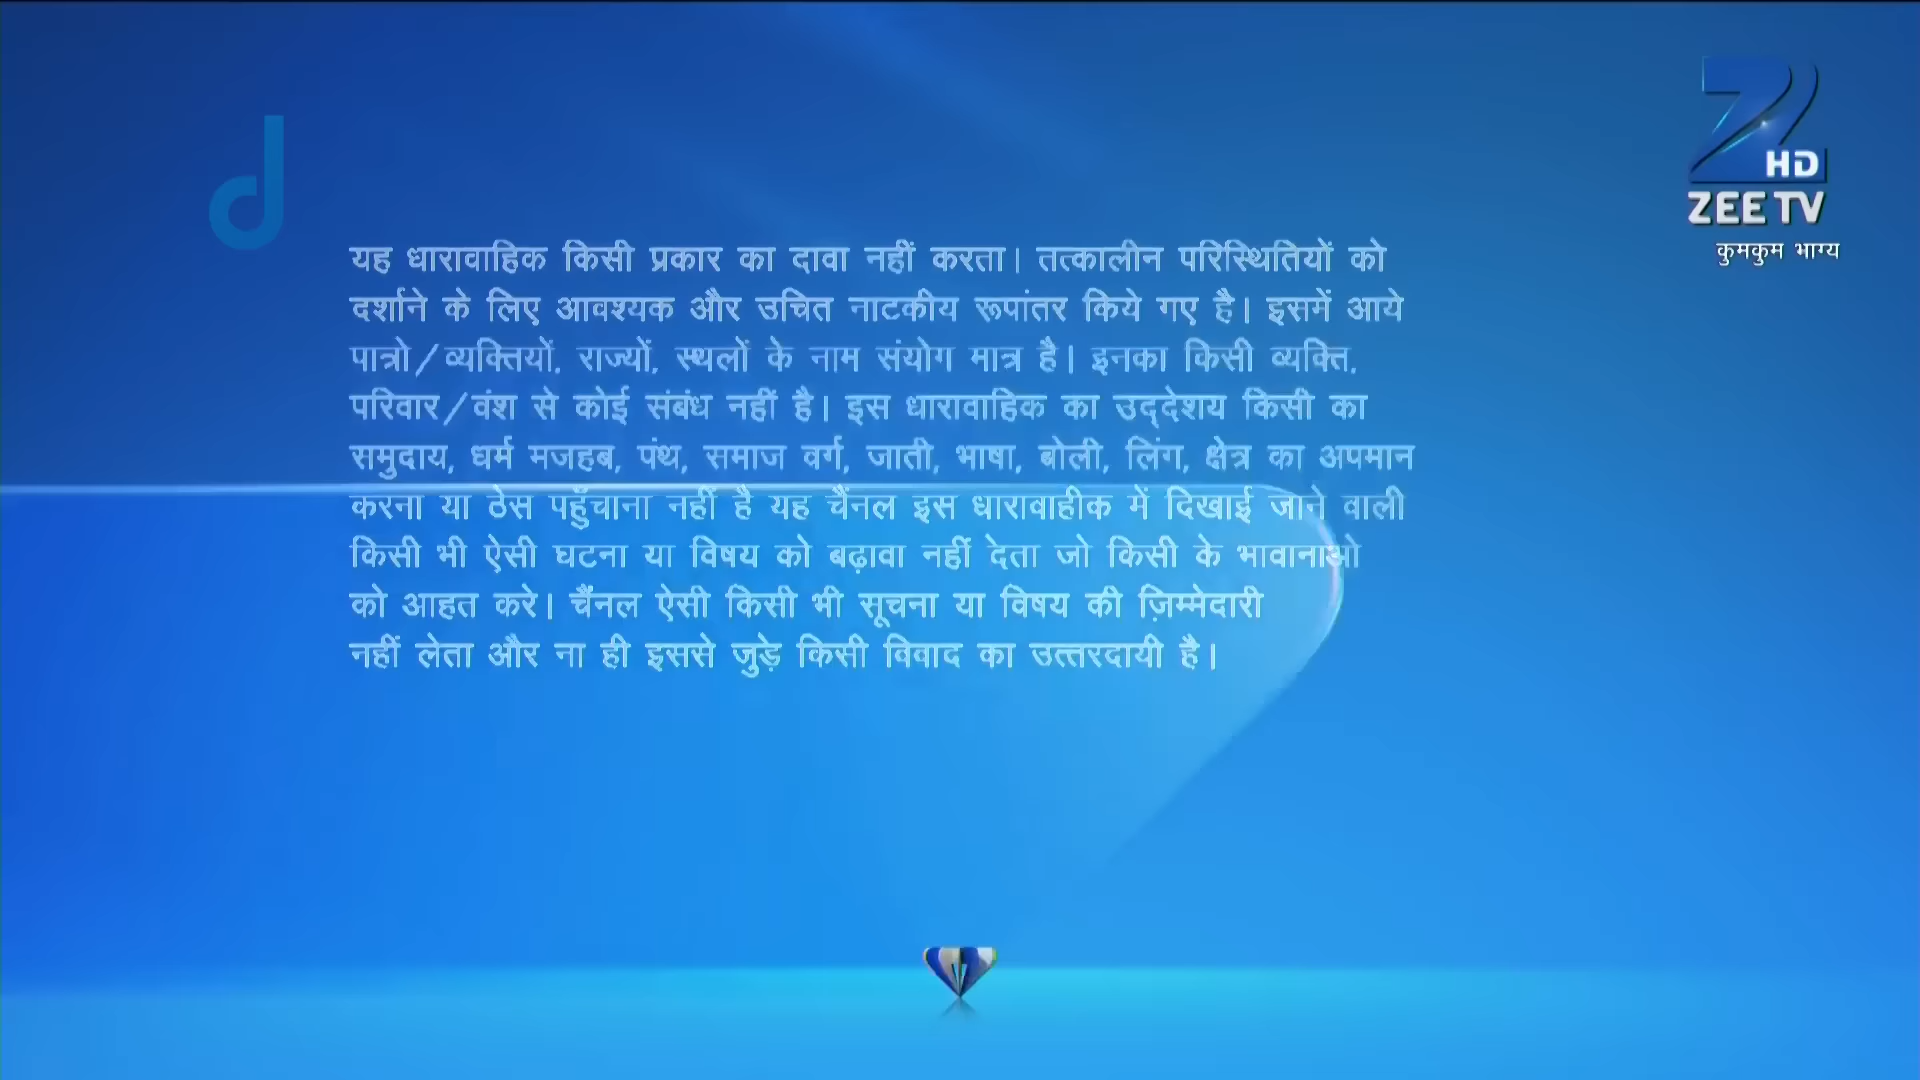 d
HD
ZEE TV
कुमकुम भाग्य
यह धारावाहिक किसी प्रकार का दावा नहीं करता। तत्कालीन परिस्थितियों को
दर्शाने के लिए आवश्यक और उचित नाटकीय रूपांतर किये गए है। इसमें आये
पात्रो/व्यक्तियों, राज्यों, स्थलों के नाम संयोग मात्र है। इनका किसी व्यक्ति,
परिवार/वंश से कोई संबंध नहीं है। इस धारावाहिक का उद्देशय किसी का
समुदाय, धर्म मजहब, पंथ, समाज वर्ग, जाती, भाषा, बोली, लिंग, क्षेत्र का अपमान
करना या ठेस पहुँचाना नहीं है यह चैंनल इस धारावाहीक में दिखाई जाने वाली
किसी भी ऐसी घटना या विषय को बढ़ावा नहीं देता जो किसी के भावानाओ
को आहत करे। चैंनल ऐसी किसी भी सूचना या विषय की ज़िम्मेदारी
नहीं लेता और ना ही इससे जुड़े किसी विवाद का उत्तरदायी है।